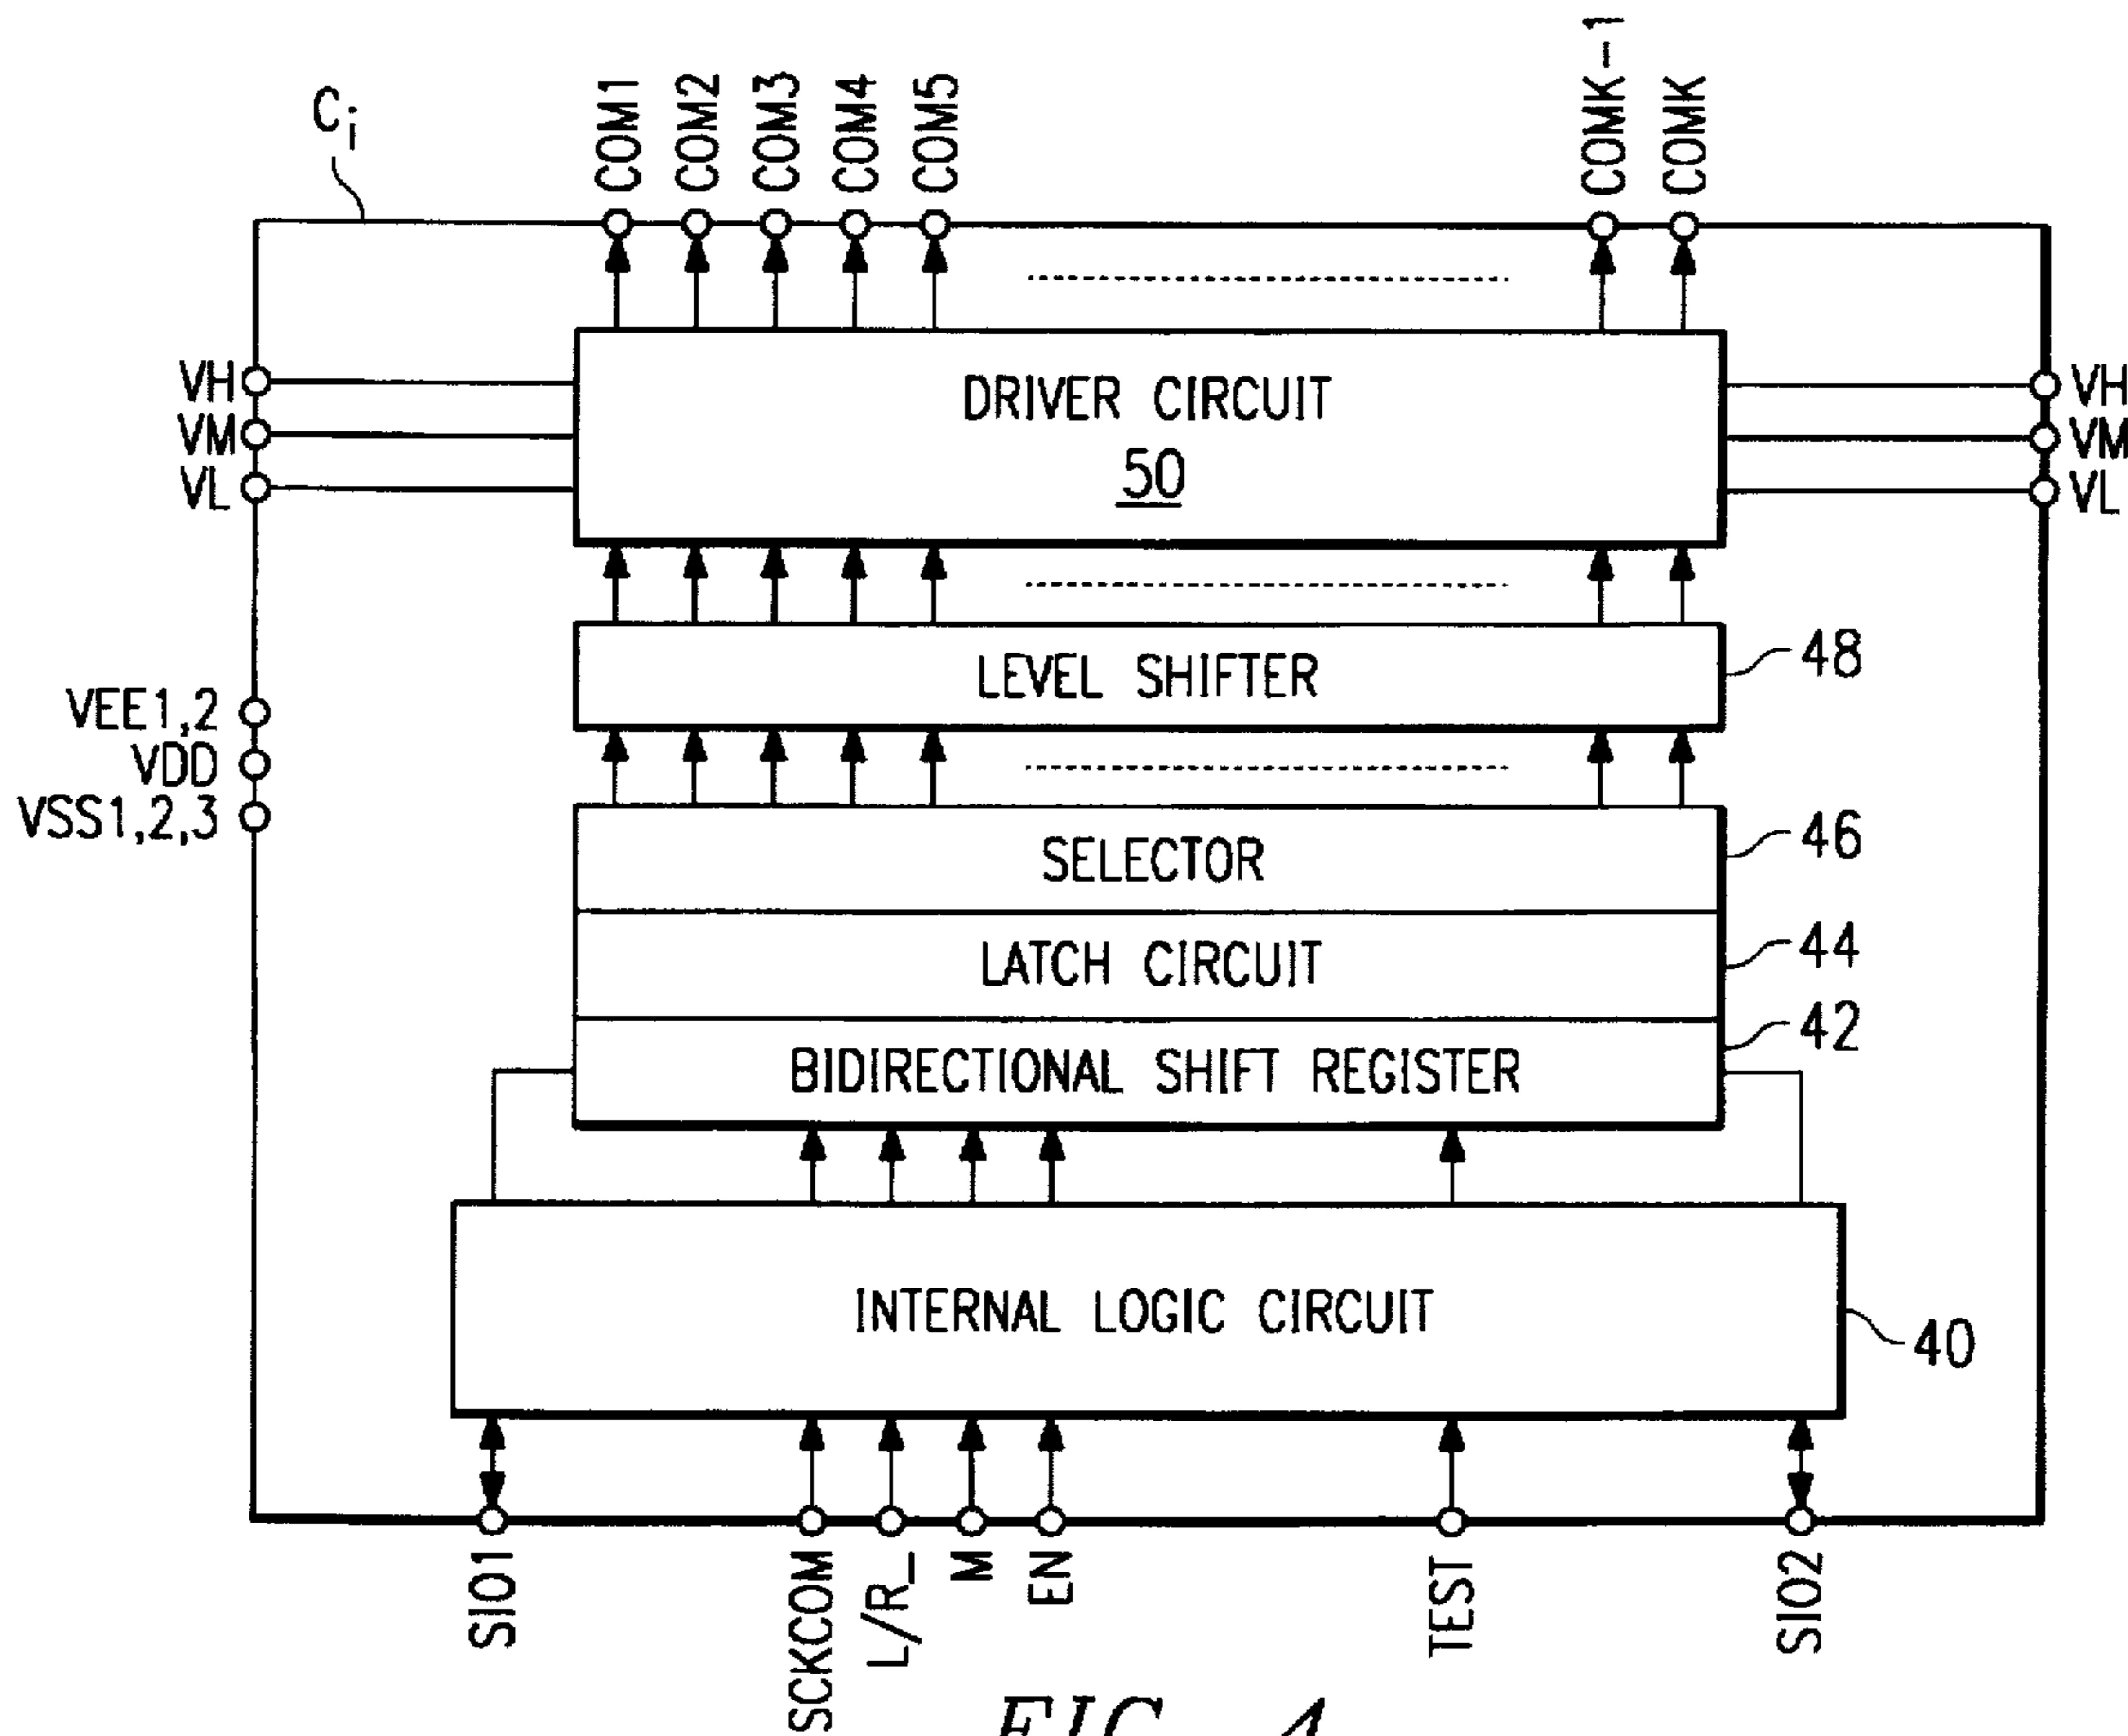 Ci
COM1
COM2
COM3
COM4
COM5
COMK-1
COMK
DRIVER CIRCUIT
50
VH
VM
VL
VH
VM
VL
LEVEL SHIFTER
48
VEE1,2
VDD
VSS1,2,3
SELECTOR
46
LATCH CIRCUIT
44
BIDIRECTIONAL SHIFT REGISTER
42
INTERNAL LOGIC CIRCUIT
40
SIO1
SCKCOM
L/R_
M
EN
TEST
SIO2
FIG. 4